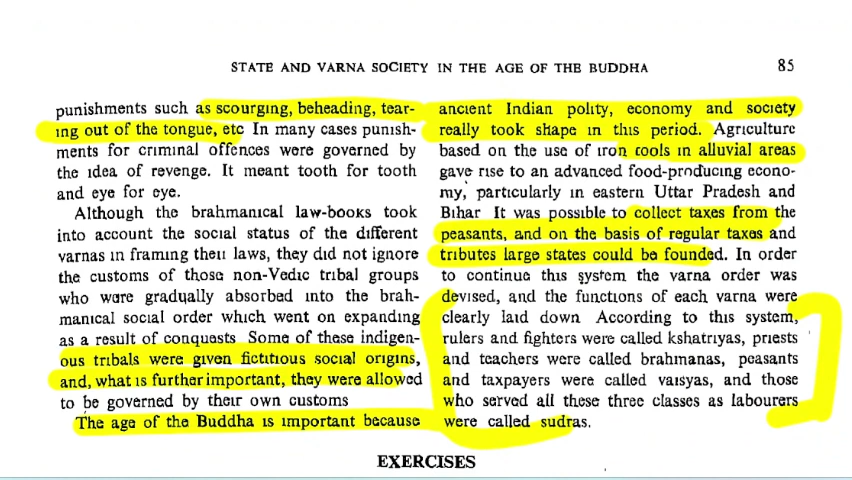 STATE AND VARNA SOCIETY IN THE AGE OF THE BUDDHA 85
punishments such as scourging, beheading, tear-
ing out of the tongue, etc In many cases punish-
ments for criminal offences were governed by
the idea of revenge. It meant tooth for tooth
and eye for eye.
Although the brahmanical law-books took
into account the social status of the different
varnas in framing their laws, they did not ignore
the customs of those non-Vedic tribal groups
who were gradually absorbed into the brah-
manical social order which went on expanding
as a result of conquests Some of these indigen-
ous tribals were given fictitious social origins,
and, what is further important, they were allowed
to be governed by their own customs
The age of the Buddha is important because
ancient Indian polity, economy and society
really took shape in this period. Agriculture
based on the use of iron tools in alluvial areas
gave rise to an advanced food-producing econo-
my, particularly in eastern Uttar Pradesh and
Bihar It was possible to collect taxes from the
peasants, and on the basis of regular taxes and
tributes large states could be founded. In order
to continue this system the varna order was
devised, and the functions of each varna were
clearly laid down According to this system,
rulers and fighters were called kshatriyas, priests
and teachers were called brahmanas, peasants
and taxpayers were called vaisyas, and those
who served all these three classes as labourers
were called sudras.
EXERCISES